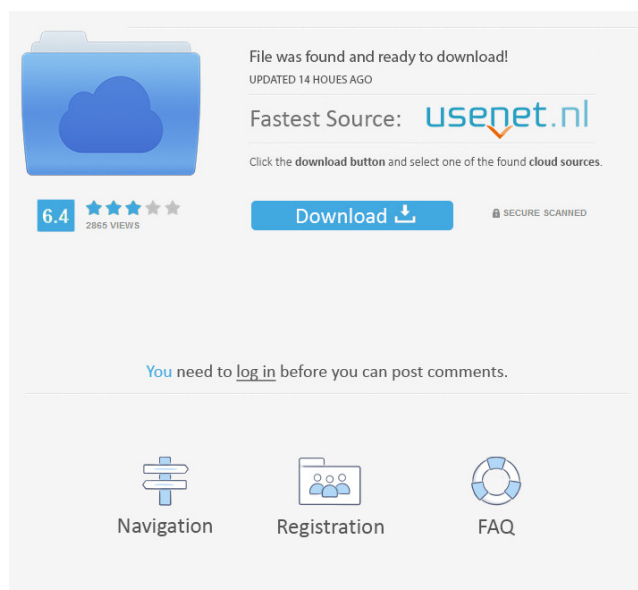 File was found and ready to download!
UPDATED 14 HOUES AGO
Fastest Source: usenet.nl
Click the download button and select one of the found cloud sources.
6.4
2865 VIEWS
Download
SECURE SCANNED
You need to log in before you can post comments.
Navigation
Registration
FAQ